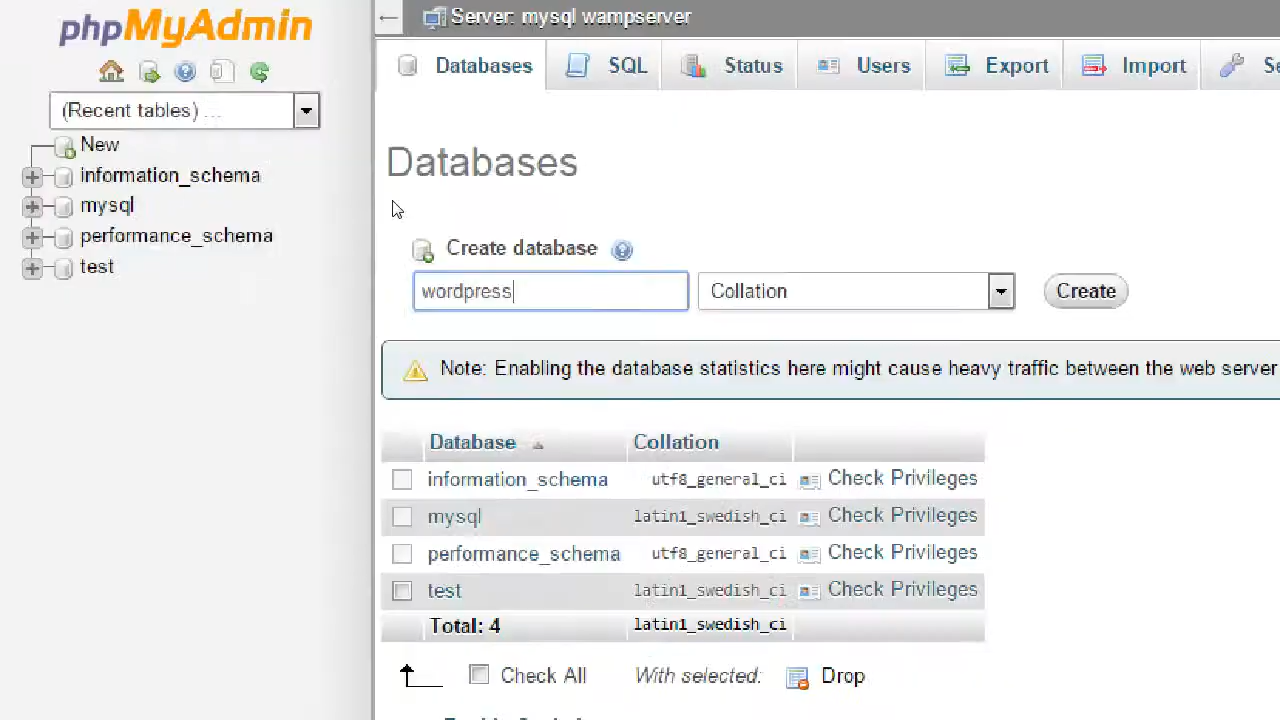 phpMyAdmin
(Recent tables) ...
New
information_schema
mysql
performance_schema
test
Server: mysql wampserver
Databases
SQL
Status
Users
Export
Import
Se
Databases
Create database
wordpress
Collation
Create
Note: Enabling the database statistics here might cause heavy traffic between the web server
Database Collation
information_schema utf8_general_ci Check Privileges
mysql latin1_swedish_ci Check Privileges
performance_schema utf8_general_ci Check Privileges
test latin1_swedish_ci Check Privileges
Total: 4 latin1_swedish_ci
Check All With selected: Drop